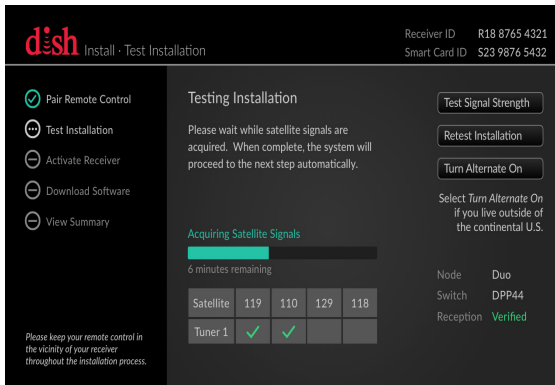 dish Install · Test Installation
Receiver ID R18 8765 4321
Smart Card ID S23 9876 5432
Pair Remote Control
Test Installation
Activate Receiver
Download Software
View Summary
Please keep your remote control in
the vicinity of your receiver
throughout the installation process.
Testing Installation
Please wait while satellite signals are
acquired. When complete, the system will
proceed to the next step automatically.
Acquiring Satellite Signals
6 minutes remaining
Satellite 119 110 129 118
Tuner 1
Test Signal Strength
Retest Installation
Turn Alternate On
Select Turn Alternate On
if you live outside of
the continental U.S.
Node Duo
Switch DPP44
Reception Verified